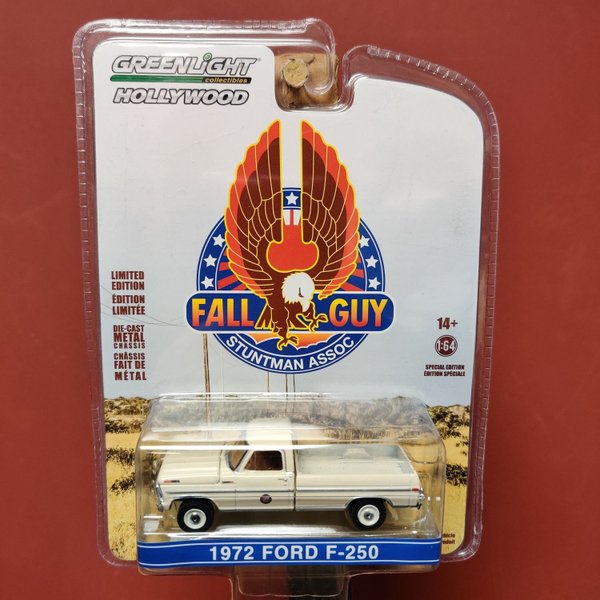 GREENLIGHT
collectibles
HOLLYWOOD
FALL GUY
STUNTMAN ASSOC
LIMITED
EDITION
ÉDITION
LIMITÉE
DIE-CAST
METAL
CHASSIS
CHÂSSIS
FAIT DE
MÉTAL
14+
1:64
SPECIAL EDITION
ÉDITION SPÉCIALE
1972 FORD F-250